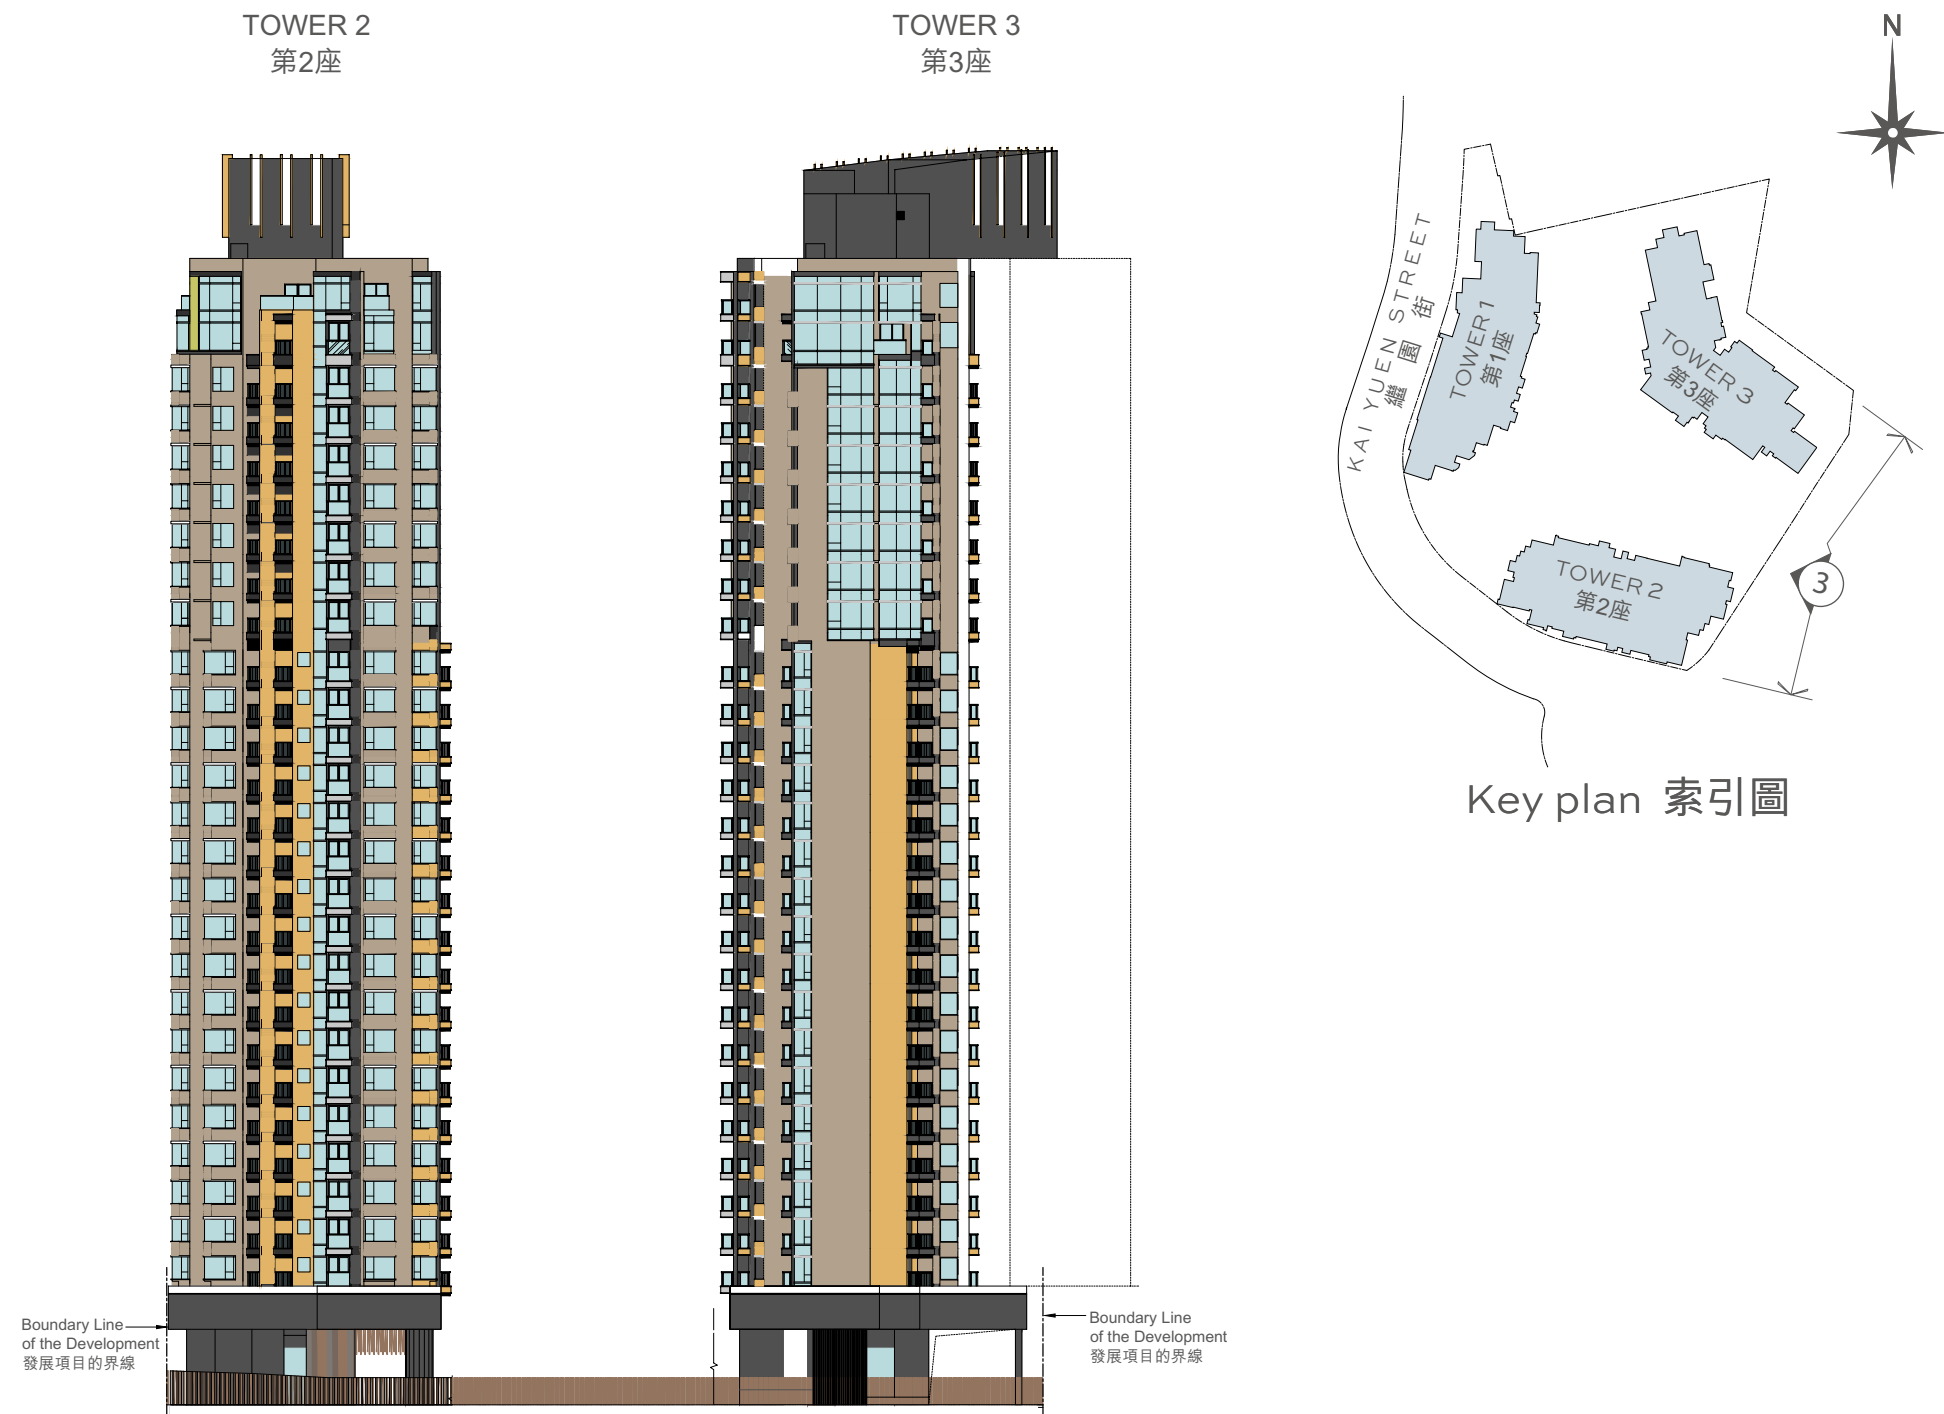 TOWER 2
第2座
TOWER 3
第3座
N
KAI YUEN STREET
繼園街
TOWER 1
第1座
TOWER 3
第3座
TOWER 2
第2座
3
Key plan 索引圖
Boundary Line
of the Development
發展項目的界線
Boundary Line
of the Development
發展項目的界線